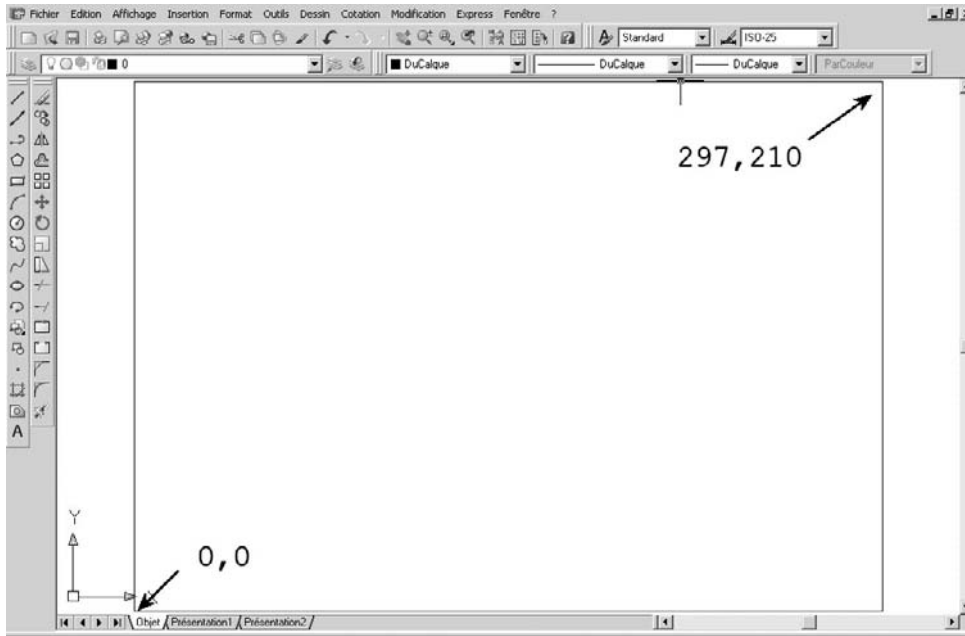 Fichier Edition Affichage Insertion Format Outils Dessin Cotation Modification Express Fenêtre ?
Standard ISO-25
0 DuCalque DuCalque DuCalque ParCouleur
297,210
Y
0,0
X
Objet Présentation1 Présentation2
A